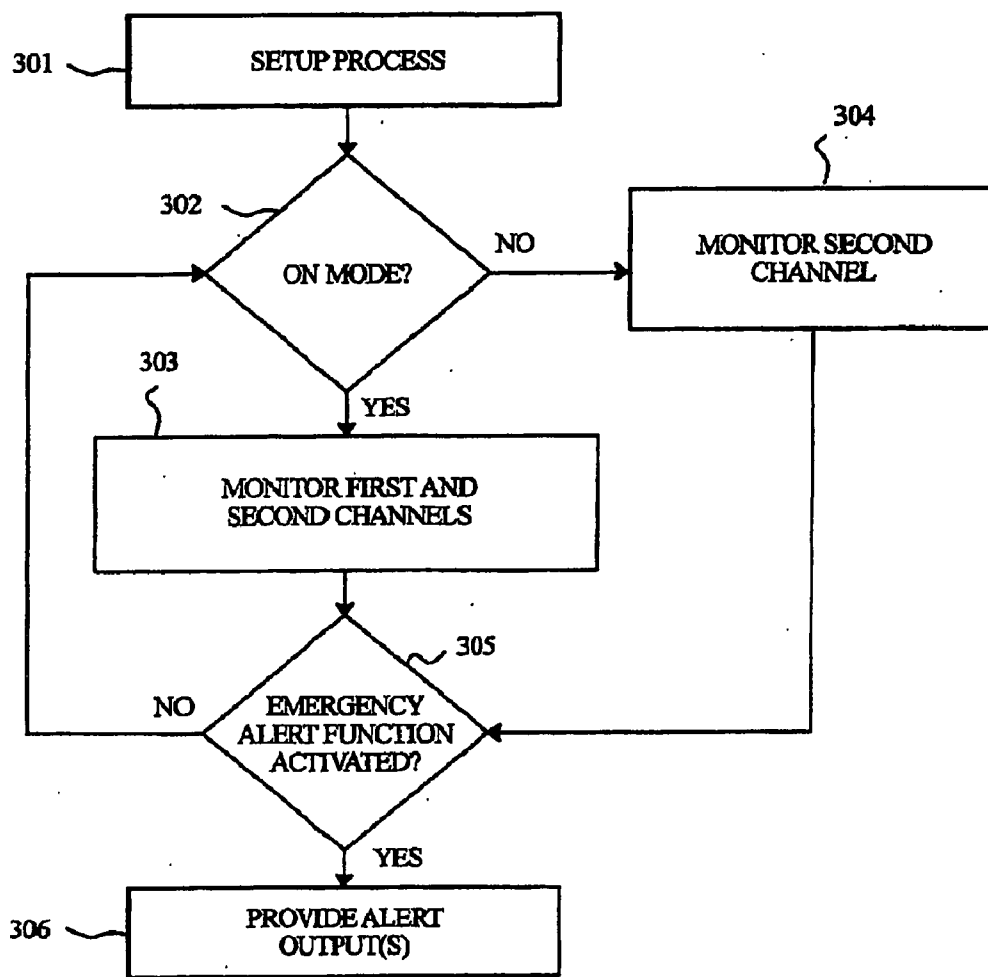 301
SETUP PROCESS
304
302
ON MODE?
NO
MONITOR SECOND
CHANNEL
303
YES
MONITOR FIRST AND
SECOND CHANNELS
305
NO
EMERGENCY
ALERT FUNCTION
ACTIVATED?
YES
306
PROVIDE ALERT
OUTPUT(S)